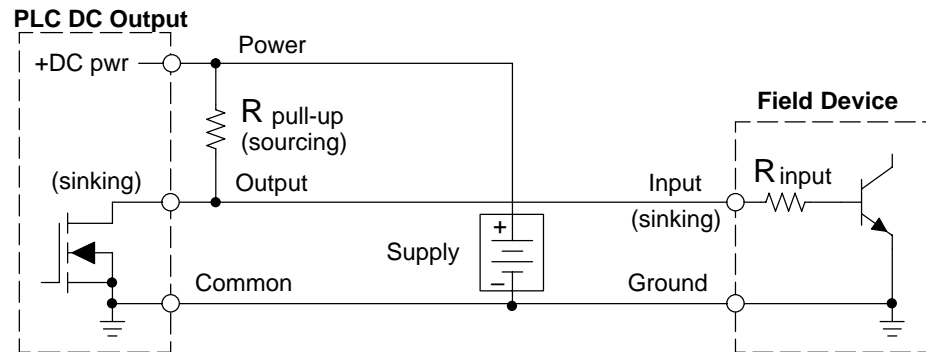 PLC DC Output
Power
+DC pwr
R pull-up
(sourcing)
Field Device
(sinking)
Output
Input
(sinking)
R input
+
Supply
–
Common
Ground